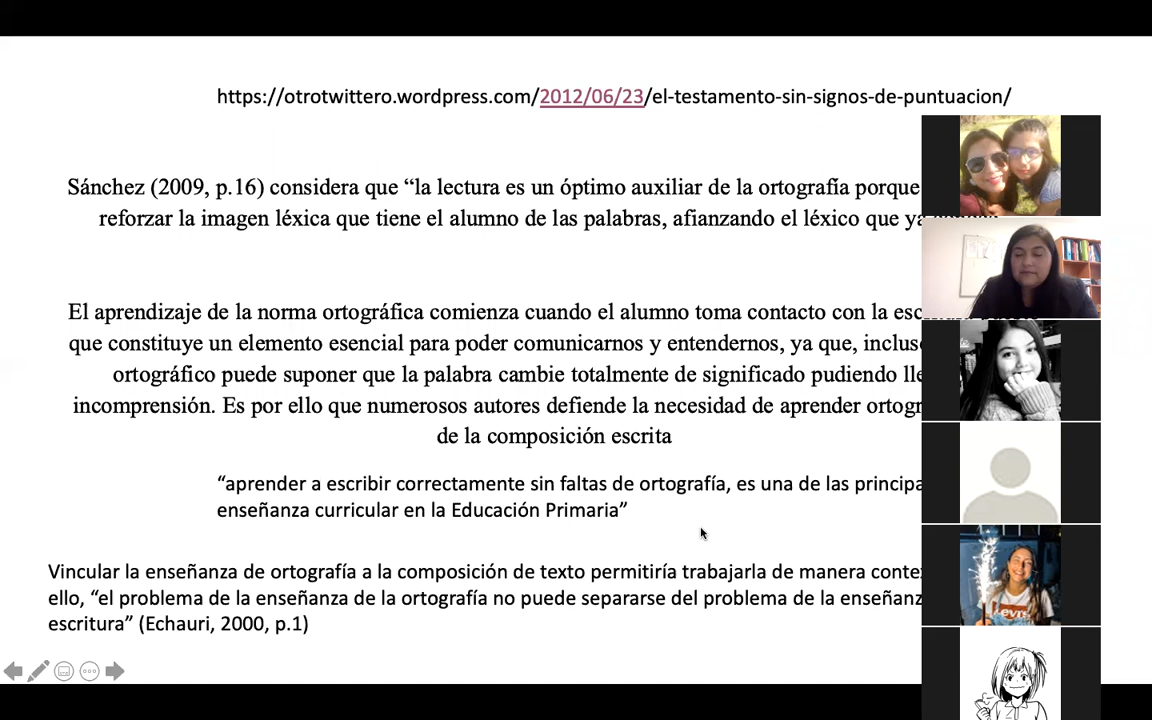 https://otrotwittero.wordpress.com/2012/06/23/el-testamento-sin-signos-de-puntuacion/
Sánchez (2009, p.16) considera que “la lectura es un óptimo auxiliar de la ortografía porque
reforzar la imagen léxica que tiene el alumno de las palabras, afianzando el léxico que ya
El aprendizaje de la norma ortográfica comienza cuando el alumno toma contacto con la
que constituye un elemento esencial para poder comunicarnos y entendernos, ya que,
ortográfico puede suponer que la palabra cambie totalmente de significado pudiendo
incomprensión. Es por ello que numerosos autores defiende la necesidad de aprender
de la composición escrita
“aprender a escribir correctamente sin faltas de ortografía, es una de las
enseñanza curricular en la Educación Primaria”
Vincular la enseñanza de ortografía a la composición de texto permitiría trabajarla de manera
ello, “el problema de la enseñanza de la ortografía no puede separarse del problema de la
escritura” (Echauri, 2000, p.1)